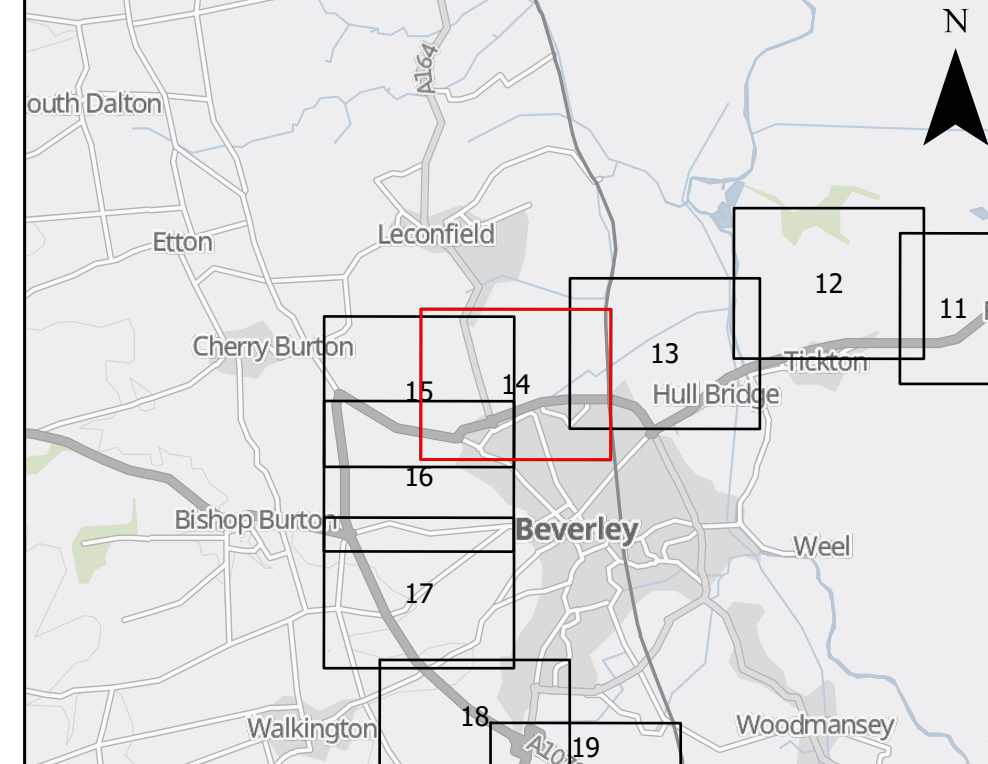 N
A164
outh Dalton
Leconfield
Etton
12
11
Cherry Burton
13
Tickton
15
14
Hull Bridge
16
Bishop Burton
Beverley
Weel
17
18
Walkington
Woodmansey
19